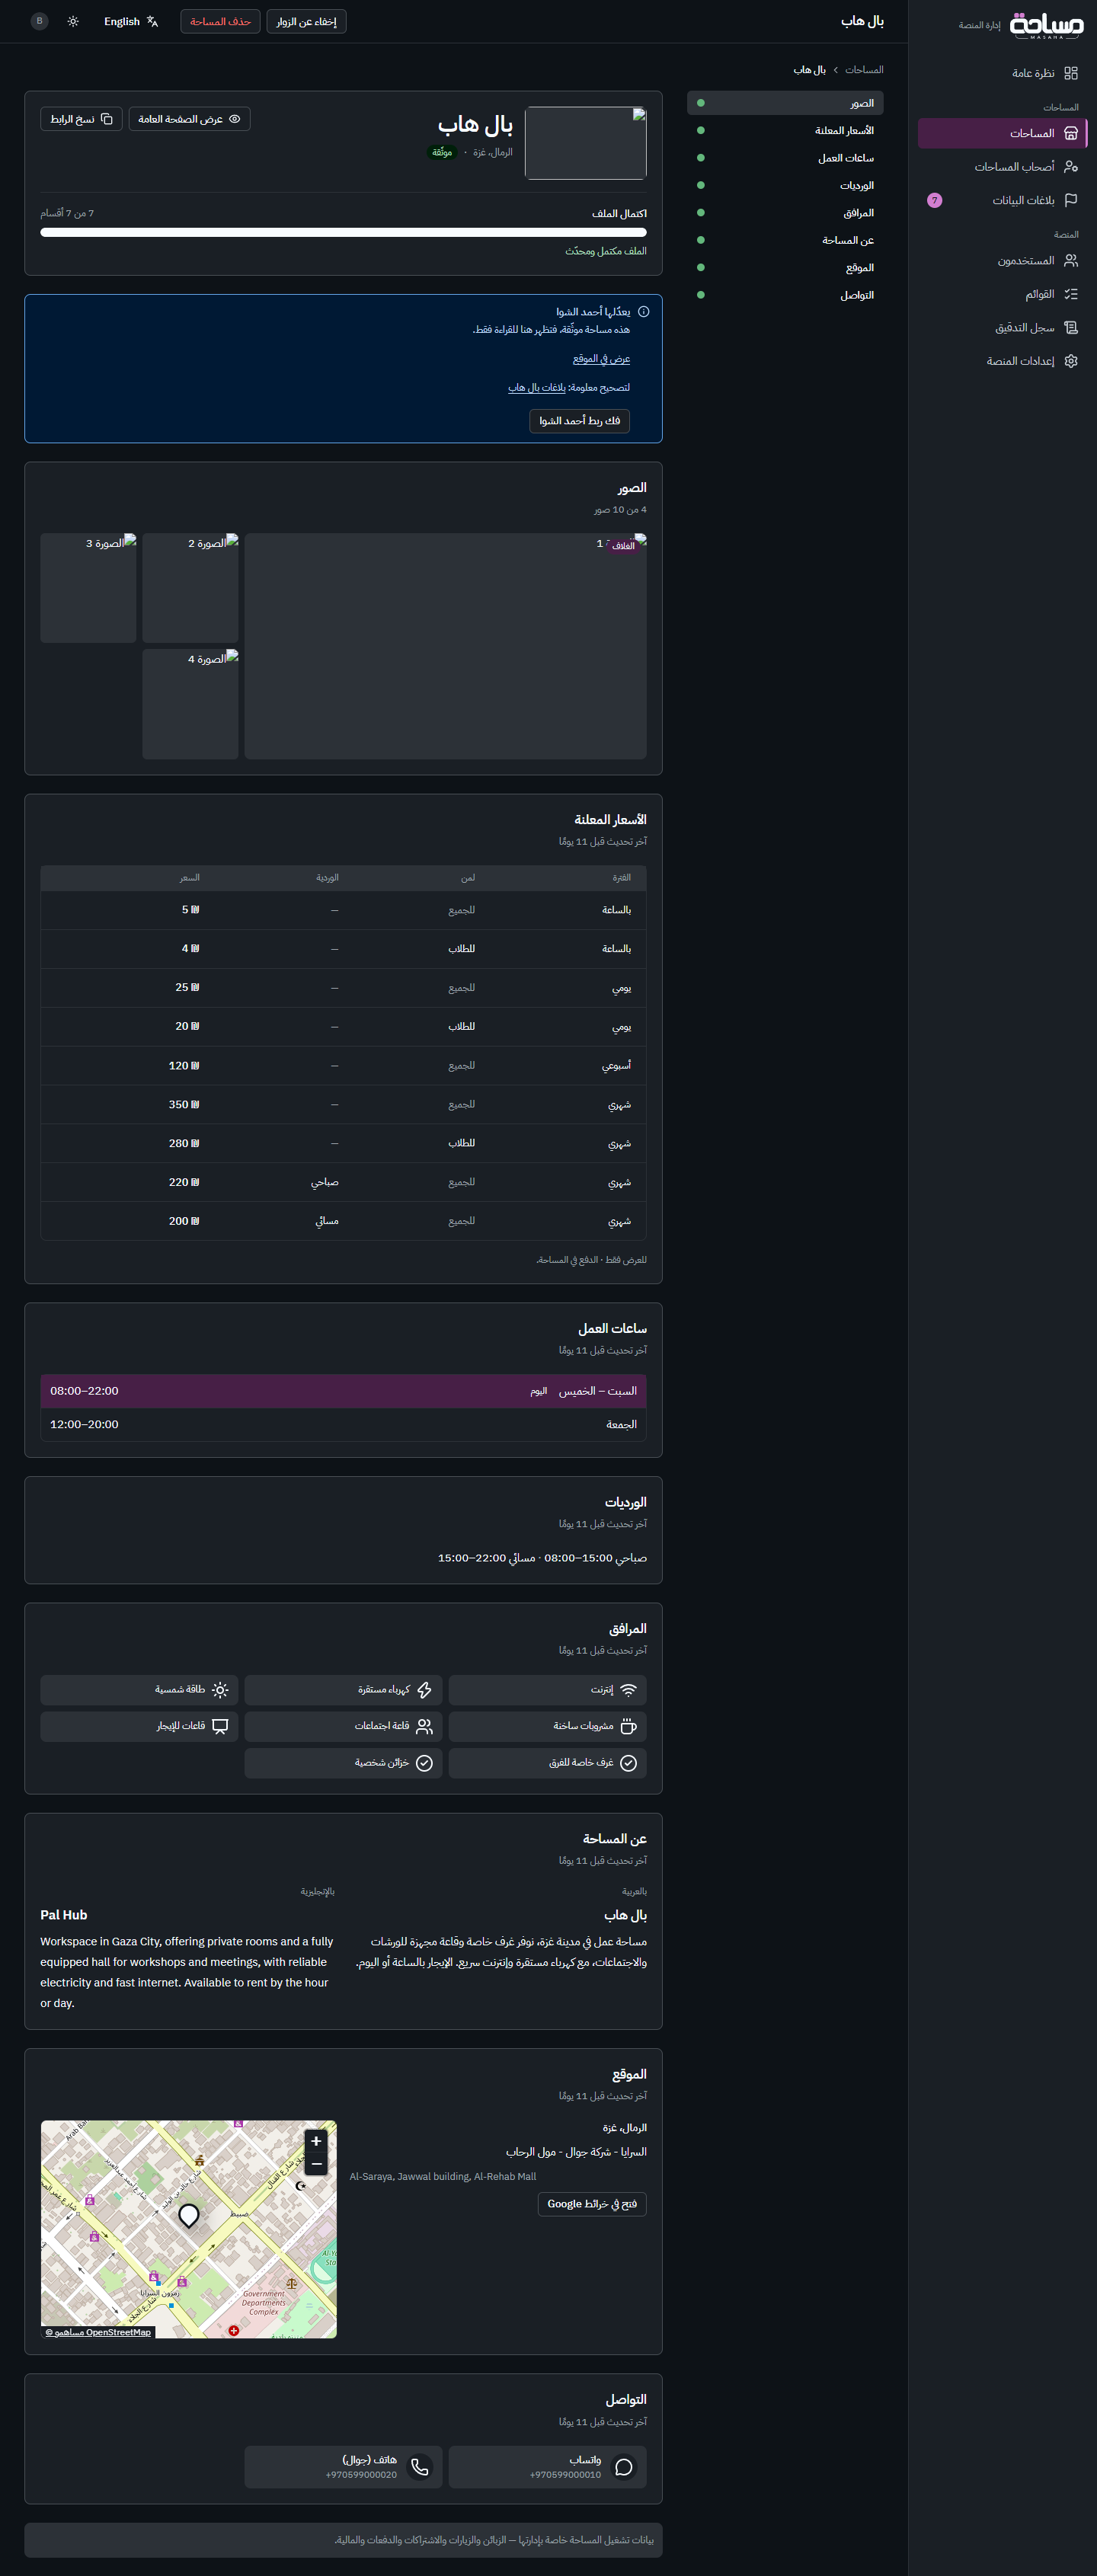 مساحة
MASAHA
إدارة المنصة
نظرة عامة
المساحات
المساحات
أصحاب المساحات
بلاغات البيانات
7
المنصة
المستخدمون
القوائم
سجل التدقيق
إعدادات المنصة
بال هاب
إخفاء عن الزوار
حذف المساحة
English
B
المساحات
بال هاب
الصور
الأسعار المعلنة
ساعات العمل
الورديات
المرافق
عن المساحة
الموقع
التواصل
بال هاب
الرمال، غزة · موثّقة
عرض الصفحة العامة
نسخ الرابط
اكتمال الملف
7 من 7 أقسام
الملف مكتمل ومحدّث
يعدّلها أحمد الشوا
هذه مساحة موثّقة، فتظهر هنا للقراءة فقط.
عرض في الموقع
لتصحيح معلومة: بلاغات بال هاب
فك ربط أحمد الشوا
الصور
4 من 10 صور
الغلاف
1
الصورة 2
الصورة 3
الصورة 4
الأسعار المعلنة
آخر تحديث قبل 11 يومًا
الفترة لمن الوردية السعر
بالساعة للجميع — 5 ₪
بالساعة للطلاب — 4 ₪
يومي للجميع — 25 ₪
يومي للطلاب — 20 ₪
أسبوعي للجميع — 120 ₪
شهري للجميع — 350 ₪
شهري للطلاب — 280 ₪
شهري للجميع صباحي 220 ₪
شهري للجميع مسائي 200 ₪
للعرض فقط · الدفع في المساحة.
ساعات العمل
آخر تحديث قبل 11 يومًا
السبت – الخميس اليوم 08:00–22:00
الجمعة 12:00–20:00
الورديات
آخر تحديث قبل 11 يومًا
صباحي 08:00–15:00 · مسائي 15:00–22:00
المرافق
آخر تحديث قبل 11 يومًا
إنترنت
كهرباء مستقرة
طاقة شمسية
مشروبات ساخنة
قاعة اجتماعات
قاعات للإيجار
غرف خاصة للفرق
خزائن شخصية
عن المساحة
آخر تحديث قبل 11 يومًا
بالعربية
بال هاب
مساحة عمل في مدينة غزة، نوفر غرف خاصة وقاعة مجهزة للورشات
والاجتماعات، مع كهرباء مستقرة وإنترنت سريع. الإيجار بالساعة أو اليوم.
بالإنجليزية
Pal Hub
Workspace in Gaza City, offering private rooms and a fully
equipped hall for workshops and meetings, with reliable
electricity and fast internet. Available to rent by the hour
or day.
الموقع
آخر تحديث قبل 11 يومًا
الرمال، غزة
السرايا - شركة جوال - مول الرحاب
Al-Saraya, Jawwal building, Al-Rehab Mall
فتح في خرائط Google
+
−
ضبيط
Government
Departments
Complex
شارع الجلاء
© مساهمو OpenStreetMap
التواصل
آخر تحديث قبل 11 يومًا
واتساب
+970599000010
هاتف (جوال)
+970599000020
بيانات تشغيل المساحة خاصة بإدارتها — الزبائن والزيارات والاشتراكات والدفعات والمالية.